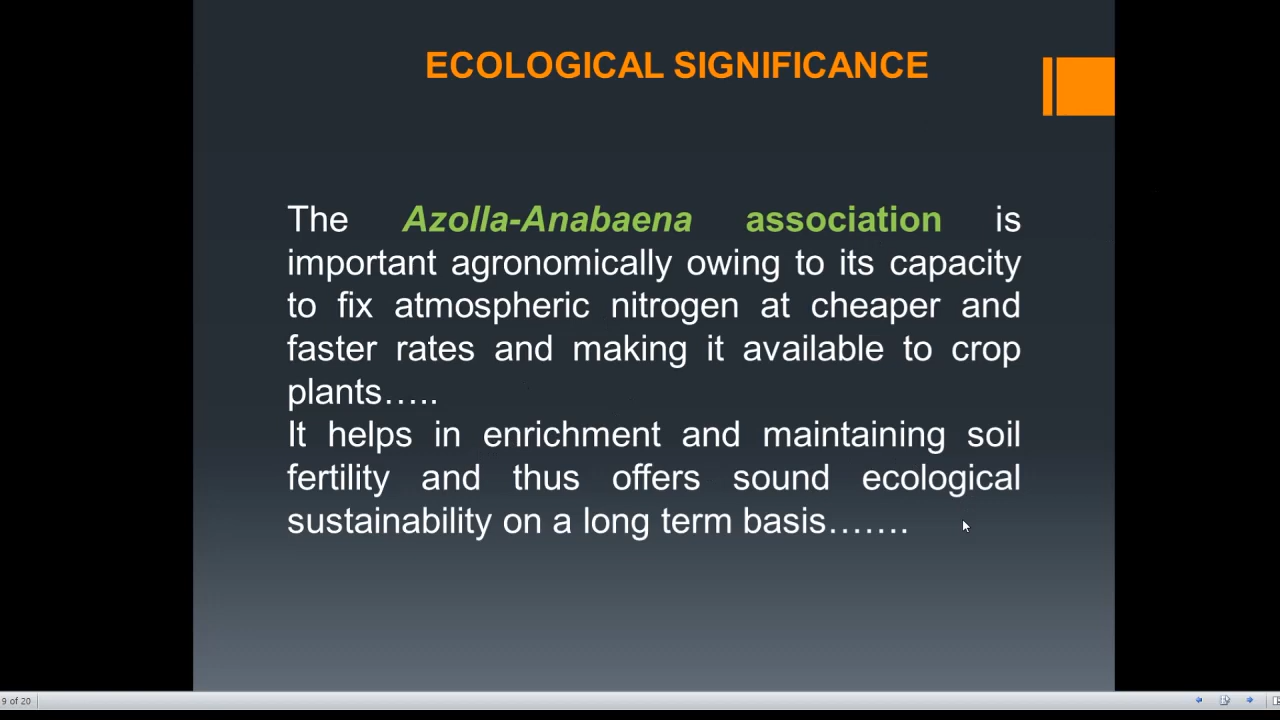 ECOLOGICAL SIGNIFICANCE
The Azolla-Anabaena association is
important agronomically owing to its capacity
to fix atmospheric nitrogen at cheaper and
faster rates and making it available to crop
plants…..
It helps in enrichment and maintaining soil
fertility and thus offers sound ecological
sustainability on a long term basis…….
9 of 20